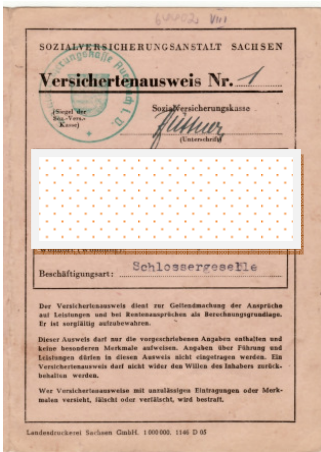 64402 VIII
SOZIALVERSICHERUNGSANSTALT SACHSEN
Versichertenausweis Nr. 1
(Siegel der
Soz.-Vers.-
Kasse)
Sozialversicherungskasse
(Unterschrift)
Beschäftigungsart: Schlossergeselle
Der Versichertenausweis dient zur Geltendmachung der Ansprüche
auf Leistungen und bei Rentenansprüchen als Berechnungsgrundlage.
Er ist sorgfältig aufzubewahren.
Dieser Ausweis darf nur die vorgeschriebenen Angaben enthalten und
keine besonderen Merkmale aufweisen. Angaben über Führung und
Leistungen dürfen in diesen Ausweis nicht eingetragen werden. Ein
Versichertenausweis darf nicht wider den Willen des Inhabers zurück-
behalten werden.
Wer Versichertenausweise mit unzulässigen Eintragungen oder Merk-
malen versieht, fälscht oder verfälscht, wird bestraft.
Landesdruckerei Sachsen GmbH. 1 000 000. 1146 D 05